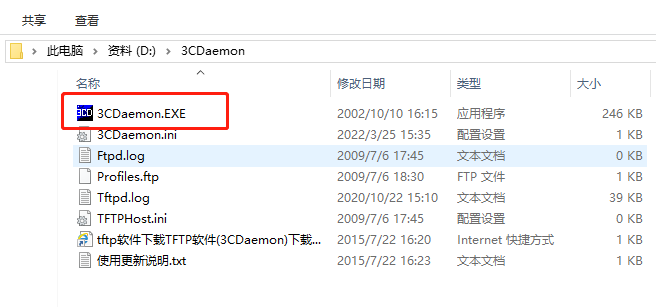 共享 查看
此电脑 资料 (D:) 3CDaemon
名称 修改日期 类型 大小
3CD 3CDaemon.EXE 2002/10/10 16:15 应用程序 246 KB
3CDaemon.ini 2022/3/25 15:35 配置设置 1 KB
Ftpd.log 2009/7/6 17:45 文本文档 0 KB
Profiles.ftp 2009/7/6 18:30 FTP 文件 1 KB
Tftpd.log 2020/10/22 15:10 文本文档 39 KB
TFTPHost.ini 2009/7/6 17:45 配置设置 0 KB
tftp软件下载TFTP软件(3CDaemon)下载... 2015/7/22 16:20 Internet 快捷方式 1 KB
使用更新说明.txt 2015/7/22 16:23 文本文档 1 KB